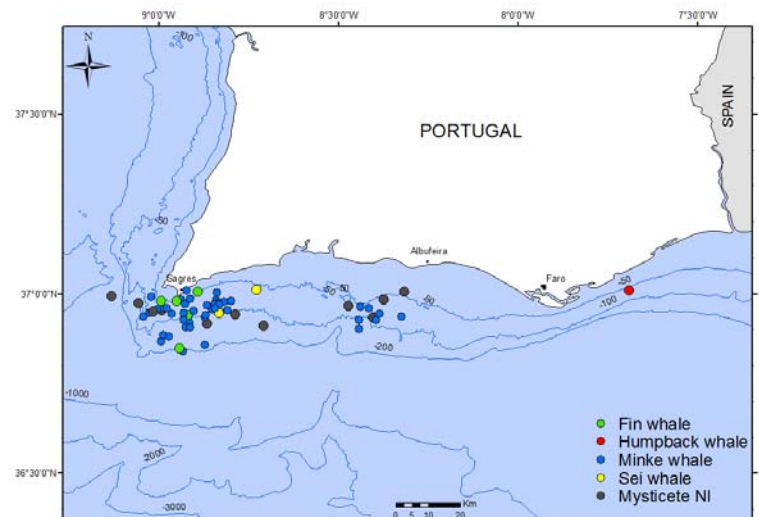 9°0'0"W 8°30'0"W 8°0'0"W 7°30'0"W
N
-100
37°30'0"N
PORTUGAL
SPAIN
-50
Albufeira
Sagres
Faro
37°0'0"N
-50
-50
-50
-50
-100
-200
-1000
Fin whale
Humpback whale
Minke whale
Sei whale
Mysticete NI
-2000
36°30'0"N
-3000
Km
0 5 10 20